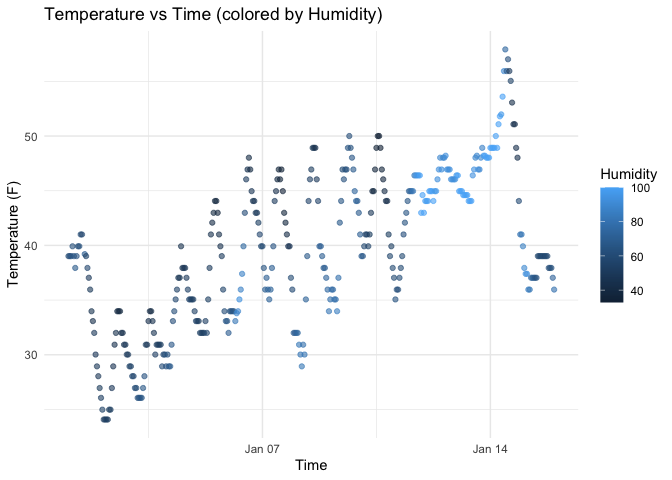 Temperature vs Time (colored by Humidity)
Temperature (F)
50
40
30
Jan 07
Jan 14
Time
Humidity
100
80
60
40